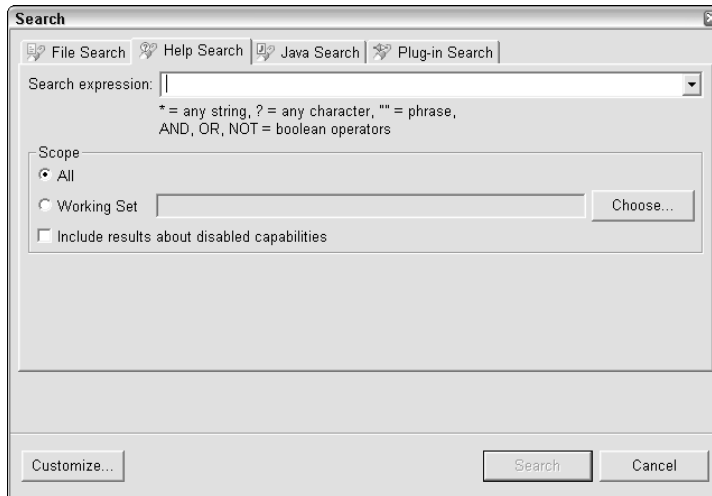 Search
File Search Help Search Java Search Plug-in Search
Search expression:
* = any string, ? = any character, "" = phrase,
AND, OR, NOT = boolean operators
Scope
All
Working Set Choose...
Include results about disabled capabilities
Customize... Search Cancel